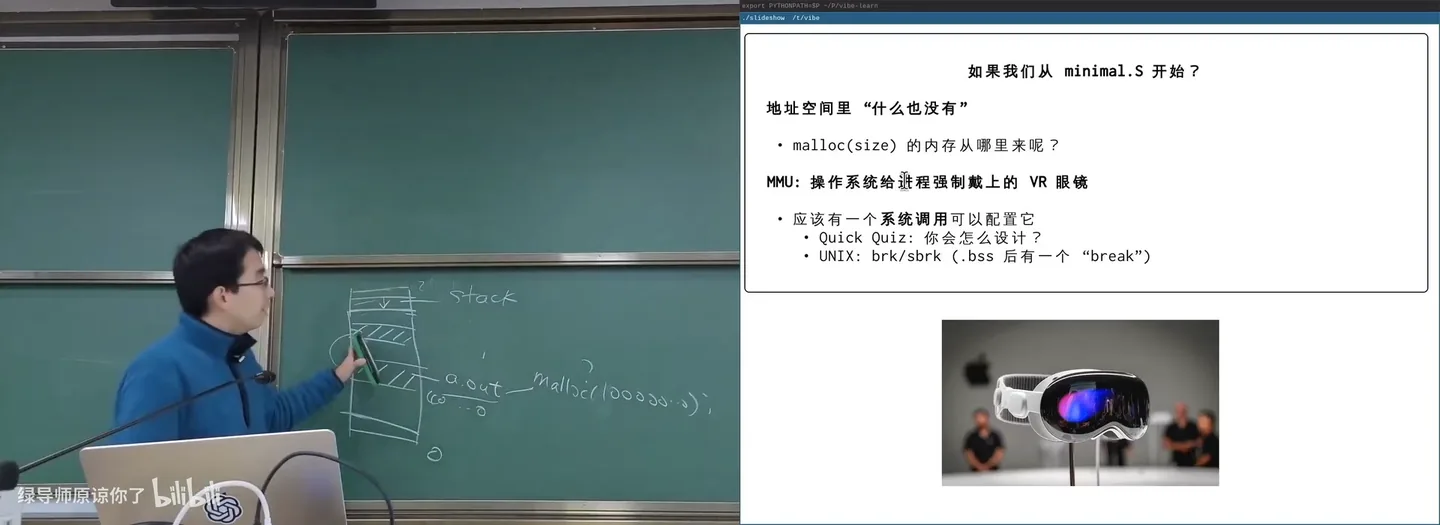 export PYTHONPATH=$P ~/P/vibe-learn
./slideshow /t/vibe
如果我们从 minimal.S 开始？
地址空间里 “什么也没有”
• malloc(size) 的内存从哪里来呢？
MMU: 操作系统给进程强制戴上的 VR 眼镜
• 应该有一个系统调用可以配置它
• Quick Quiz: 你会怎么设计？
• UNIX: brk/sbrk (.bss 后有一个 “break”)
stack
a.out
malloc(100000...0);
0
绿导师原谅你了 bilibili